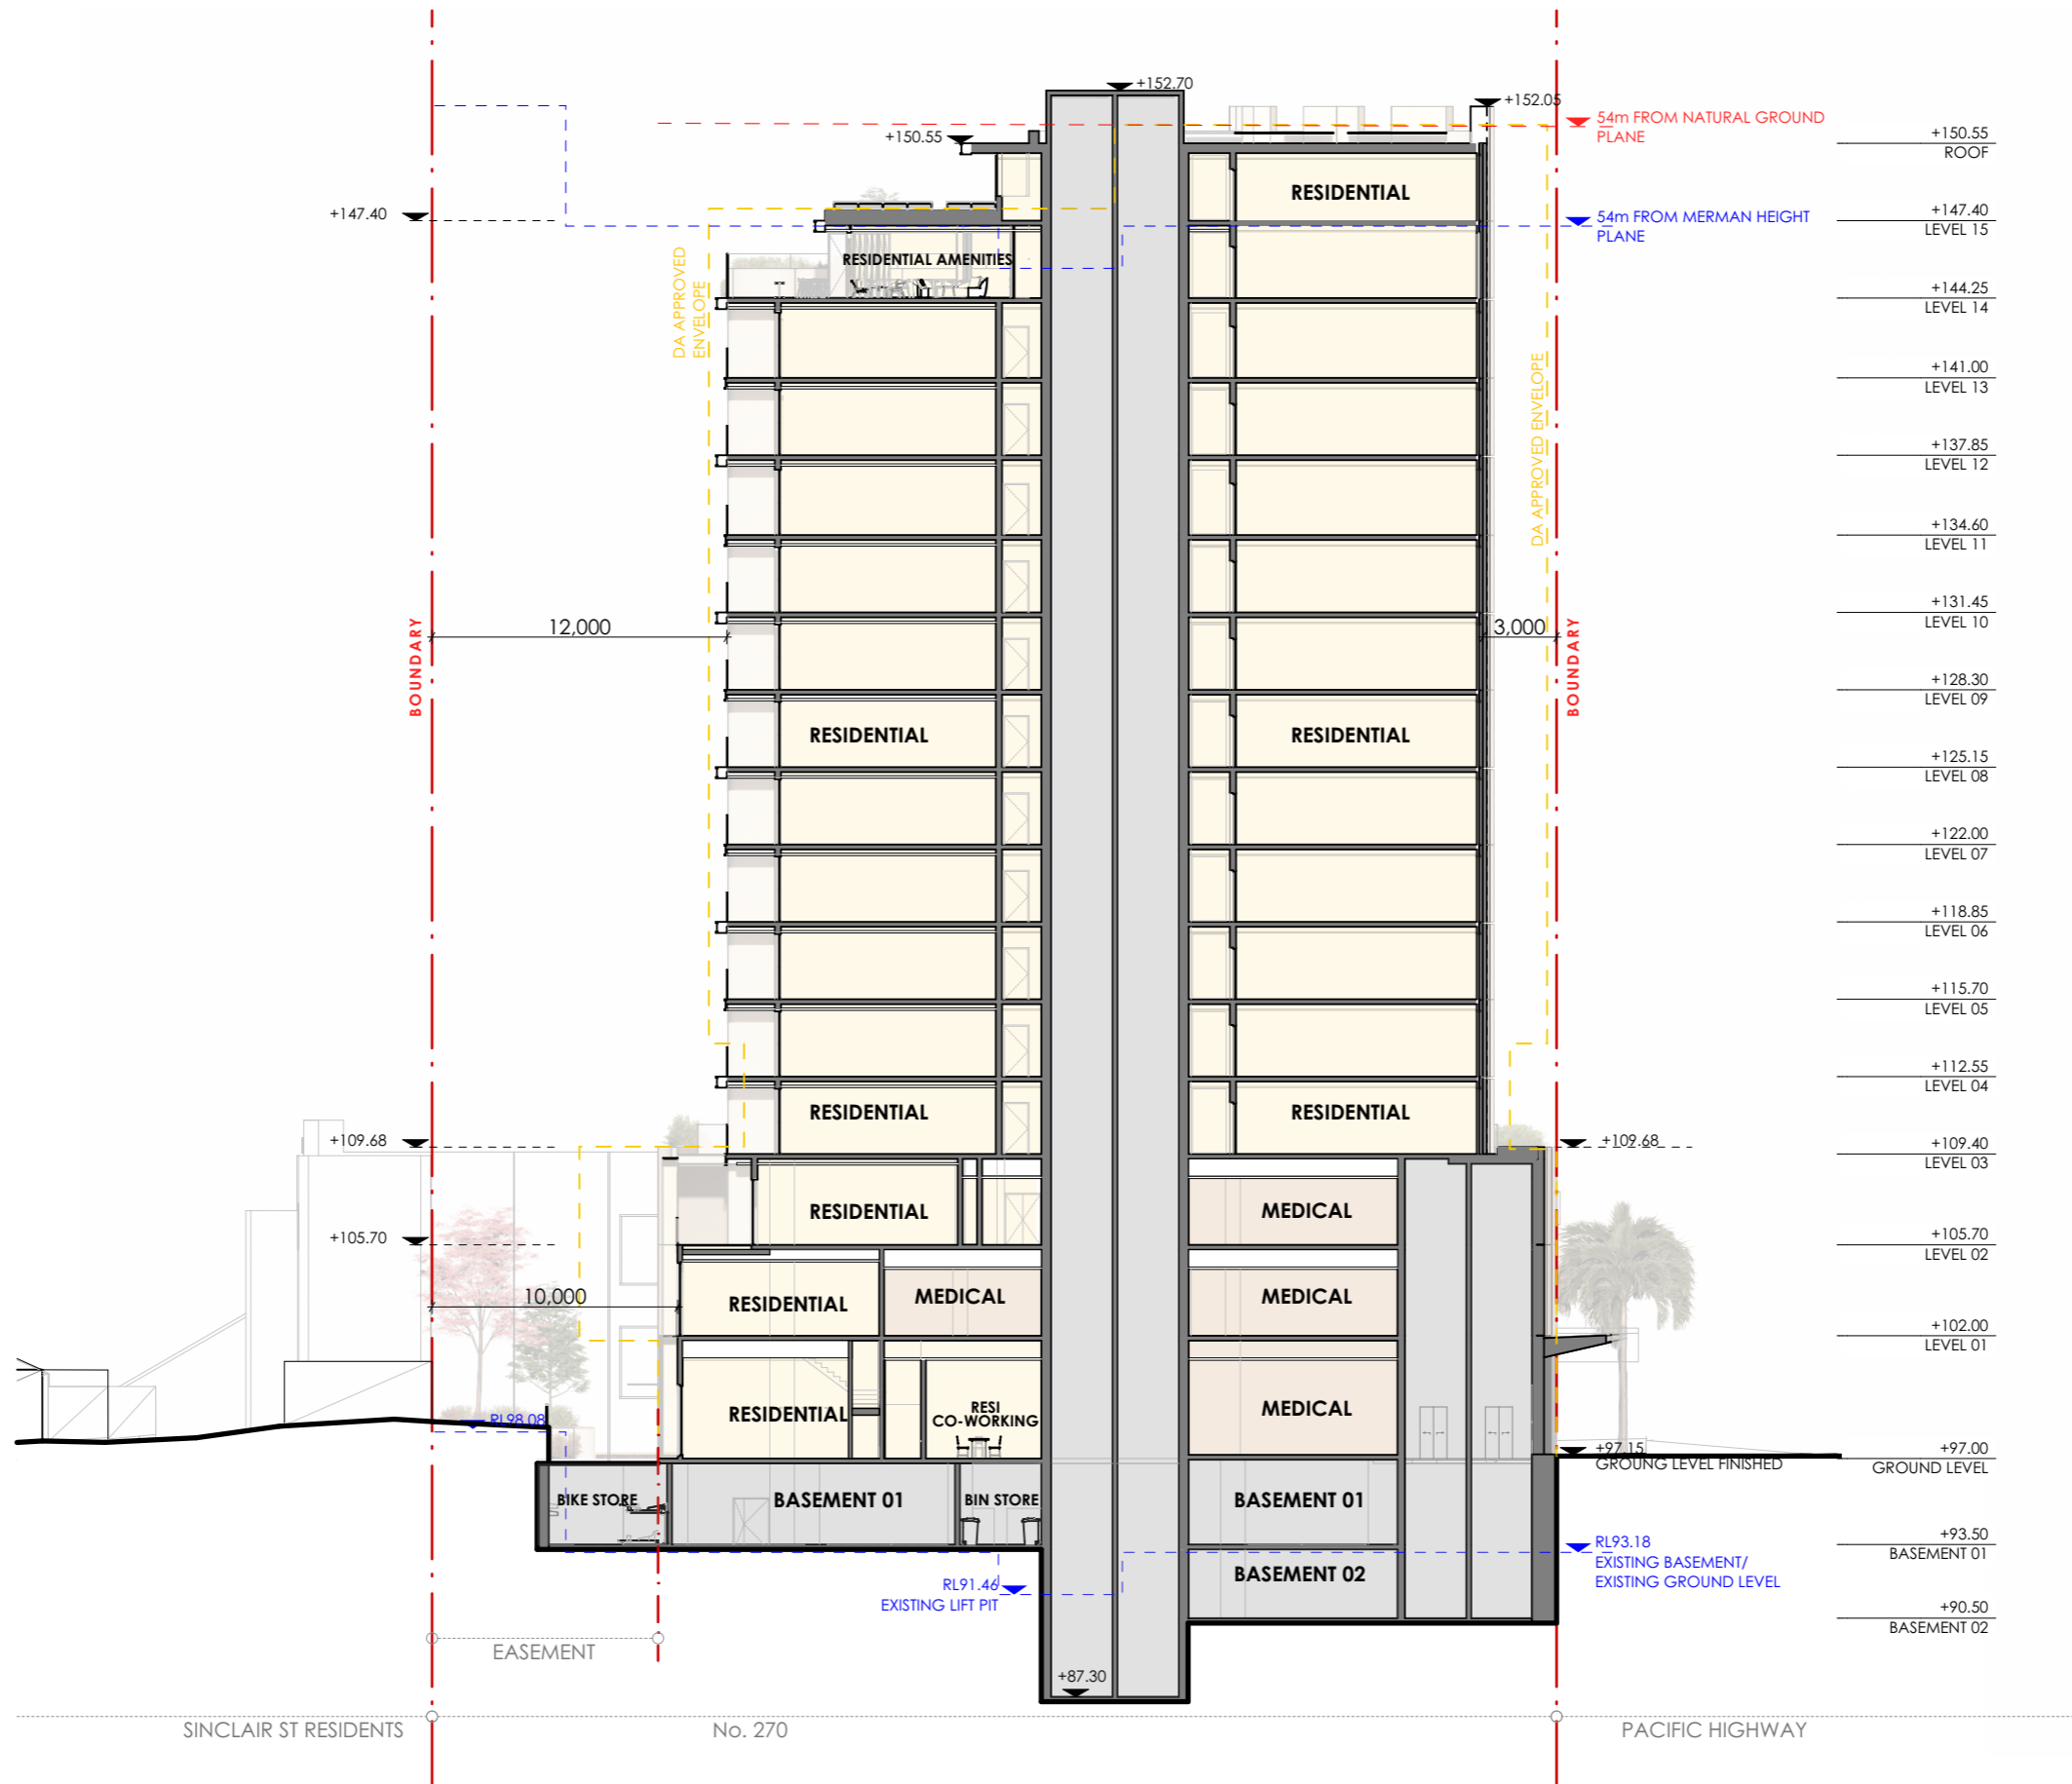 +152.70
+152.05
54m FROM NATURAL GROUND
PLANE
+150.55
+150.55
ROOF
RESIDENTIAL
+147.40
54m FROM MERMAN HEIGHT
PLANE
+147.40
LEVEL 15
RESIDENTIAL AMENITIES
DA APPROVED
ENVELOPE
+144.25
LEVEL 14
DA APPROVED ENVELOPE
+141.00
LEVEL 13
+137.85
LEVEL 12
+134.60
LEVEL 11
+131.45
LEVEL 10
12,000
3,000
BOUNDARY
BOUNDARY
+128.30
LEVEL 09
RESIDENTIAL
RESIDENTIAL
+125.15
LEVEL 08
+122.00
LEVEL 07
+118.85
LEVEL 06
+115.70
LEVEL 05
+112.55
LEVEL 04
RESIDENTIAL
RESIDENTIAL
+109.68
+109.68
+109.40
LEVEL 03
RESIDENTIAL
MEDICAL
+105.70
+105.70
LEVEL 02
10,000
RESIDENTIAL
MEDICAL
MEDICAL
+102.00
LEVEL 01
RL98.08
RESIDENTIAL
RESI
CO-WORKING
MEDICAL
+97.15
GROUNG LEVEL FINISHED
+97.00
GROUND LEVEL
BIKE STORE
BASEMENT 01
BIN STORE
BASEMENT 01
RL93.18
EXISTING BASEMENT/
EXISTING GROUND LEVEL
+93.50
BASEMENT 01
RL91.46
EXISTING LIFT PIT
BASEMENT 02
+90.50
BASEMENT 02
EASEMENT
+87.30
SINCLAIR ST RESIDENTS
No. 270
PACIFIC HIGHWAY